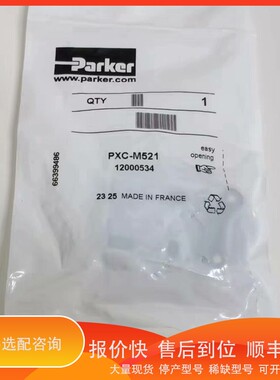 Parker
www.parker.com
QTY 1
PXC-M521
12000534
easy
opening
66399486
23 25 MADE IN FRANCE
选配咨询
报价快 售后到位 顺丰
大量现货 停产型号 稀缺型号 可开